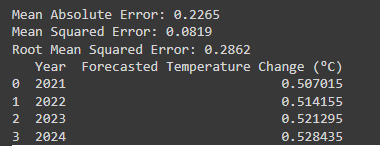 Mean Absolute Error: 0.2265
Mean Squared Error: 0.0819
Root Mean Squared Error: 0.2862
Year Forecasted Temperature Change (°C)
0 2021 0.507015
1 2022 0.514155
2 2023 0.521295
3 2024 0.528435